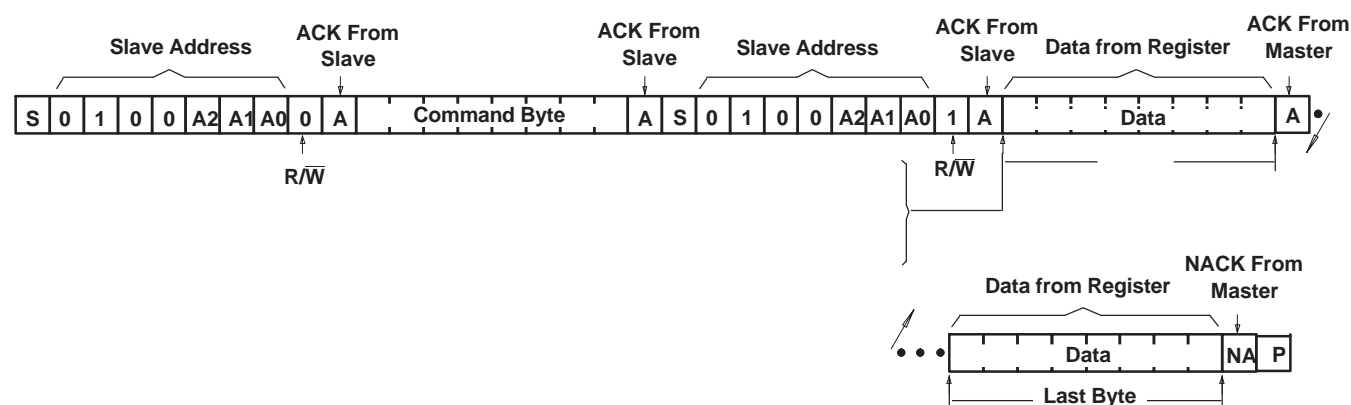 Slave Address
ACK From
Slave
ACK From
Slave
Slave Address
ACK From
Slave
Data from Register
ACK From
Master
S 0 1 0 0 A2 A1 A0 0 A Command Byte A S 0 1 0 0 A2 A1 A0 1 A Data A
R/W̅
R/W̅
Data from Register
NACK From
Master
Data NA P
Last Byte